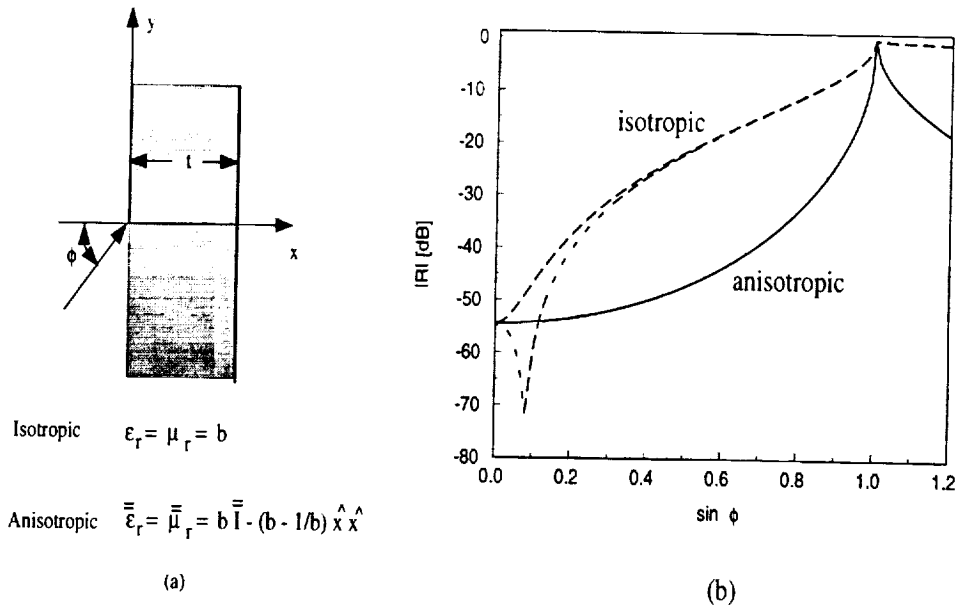 y
t
x
ϕ
Isotropic ε_r = μ_r = b
Anisotropic ε̿_r = μ̿_r = b I̿ - (b - 1/b) x̂ x̂
(a)
0
-10
-20
-30
-40
-50
-60
-70
-80
|R| [dB]
isotropic
anisotropic
0.0 0.2 0.4 0.6 0.8 1.0 1.2
sin ϕ
(b)